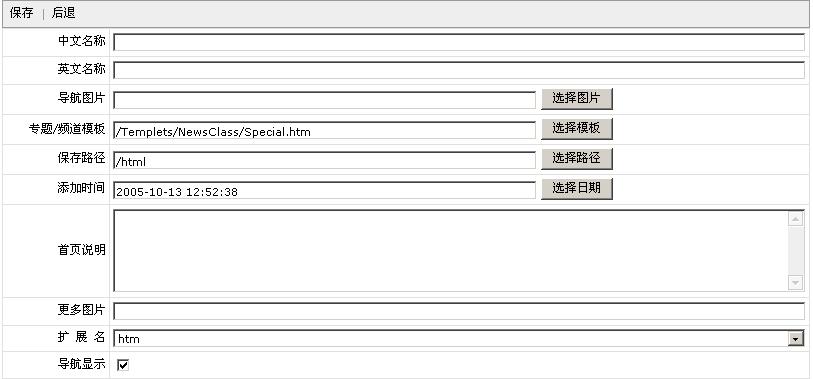 保存 | 后退
中文名称
英文名称
导航图片 选择图片
专题/频道模板 /Templets/NewsClass/Special.htm 选择模板
保存路径 /html 选择路径
添加时间 2005-10-13 12:52:38 选择日期
首页说明
更多图片
扩 展 名 htm
导航显示